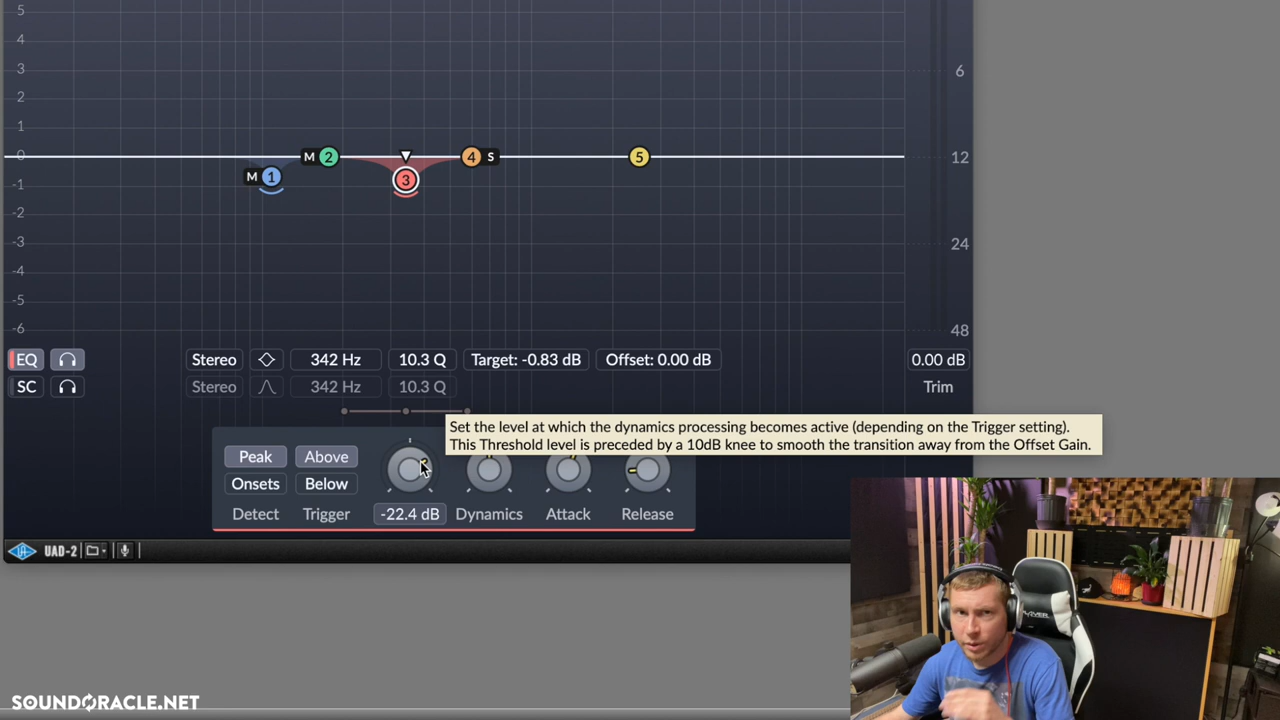 5
4
3
2
1
0
-1
-2
-3
-4
-5
-6
6
12
24
48
M 1
M 2
3
4 S
5
EQ
Stereo
342 Hz
10.3 Q
Target: -0.83 dB
Offset: 0.00 dB
0.00 dB
SC
Stereo
342 Hz
10.3 Q
Trim
Set the level at which the dynamics processing becomes active (depending on the Trigger setting).
This Threshold level is preceded by a 10dB knee to smooth the transition away from the Offset Gain.
Peak
Above
Onsets
Below
Detect
Trigger
-22.4 dB
Dynamics
Attack
Release
UAD-2
SOUNDORACLE.NET